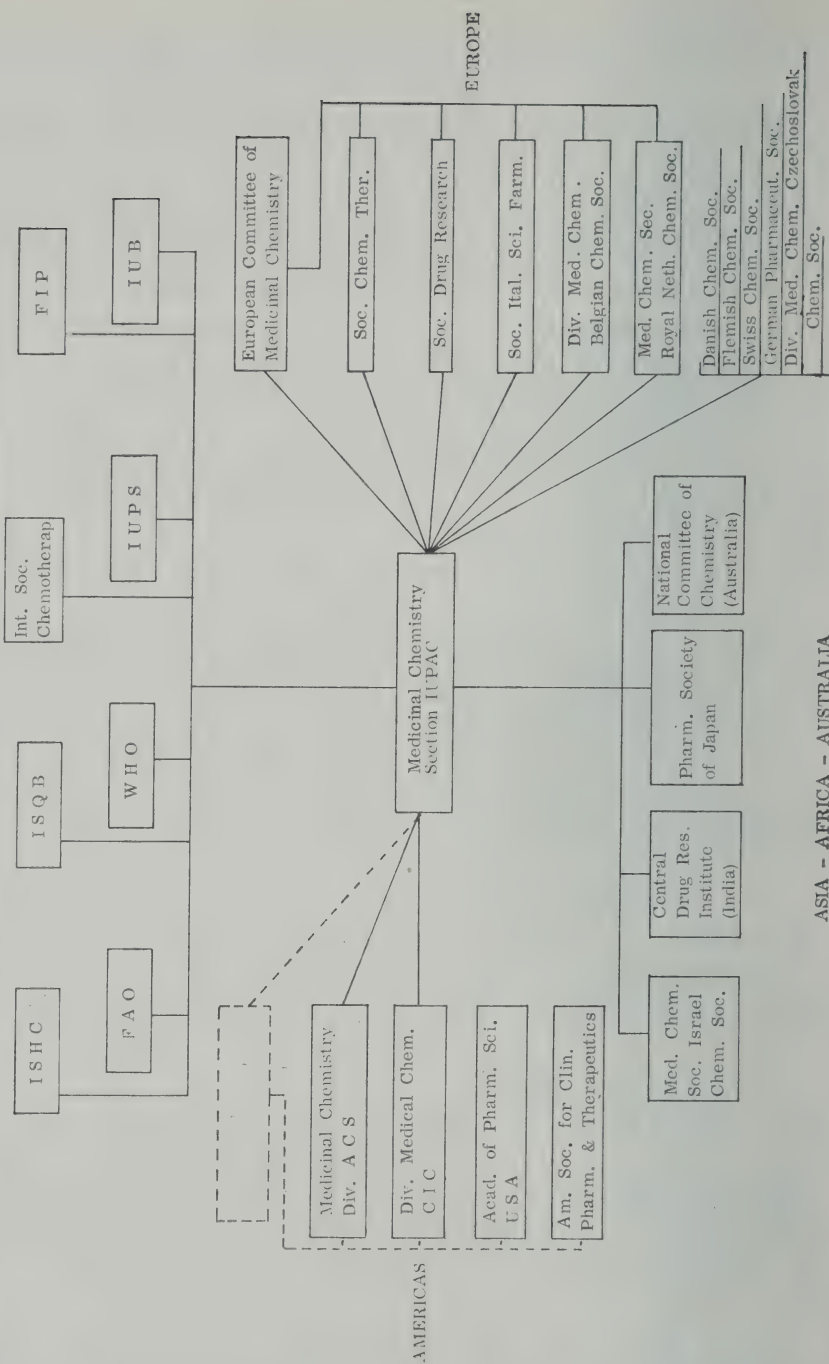 Int. Soc.
Chemotherap
ISHC
ISQB
FIP
FAO
WHO
IUPS
IUB
Medicinal Chemistry
Section IUPAC
AMERICAS
Medicinal Chemistry
Div. ACS
Div. Medical Chem.
CIC
Acad. of Pharm. Sci.
USA
Am. Soc. for Clin.
Pharm. & Therapeutics
EUROPE
European Committee of
Medicinal Chemistry
Soc. Chem. Ther.
Soc. Drug Research
Soc. Ital. Sci. Farm.
Div. Med. Chem.
Belgian Chem. Soc.
Med. Chem. Sec.
Royal Neth. Chem. Soc.
Danish Chem. Soc.
Flemish Chem. Soc.
Swiss Chem. Soc.
German Pharmaceut. Soc.
Div. Med. Chem. Czechoslovak
Chem. Soc.
Med. Chem.
Soc. Israel
Chem. Soc.
Central
Drug Res.
Institute
(India)
Pharm. Society
of Japan
National
Committee of
Chemistry
(Australia)
ASIA - AFRICA - AUSTRALIA